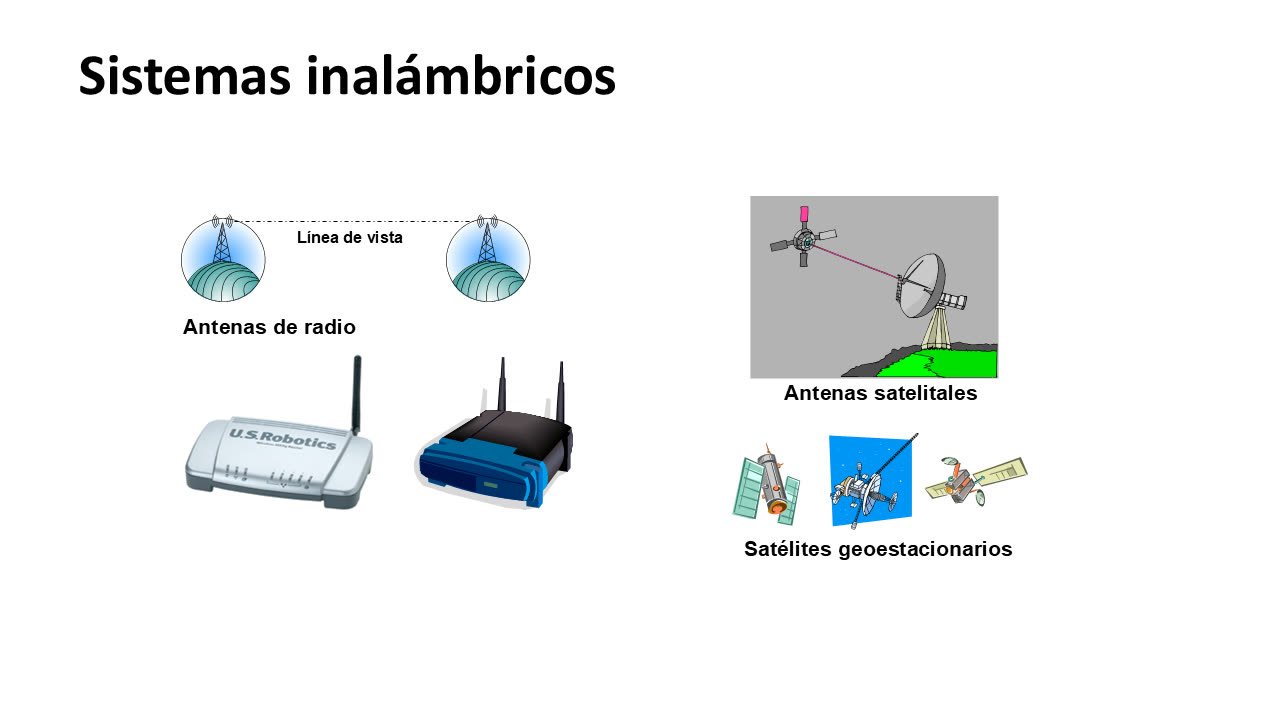 Sistemas inalámbricos
Línea de vista
Antenas de radio
U.S.Robotics
Antenas satelitales
Satélites geoestacionarios